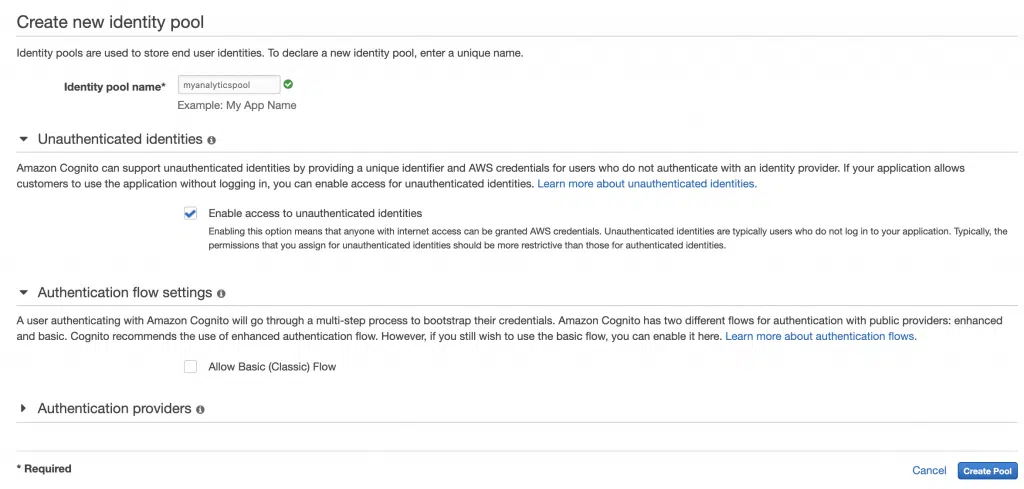 Create new identity pool
Identity pools are used to store end user identities. To declare a new identity pool, enter a unique name.
Identity pool name* myanalyticspool
Example: My App Name
Unauthenticated identities
Amazon Cognito can support unauthenticated identities by providing a unique identifier and AWS credentials for users who do not authenticate with an identity provider. If your application allows
customers to use the application without logging in, you can enable access for unauthenticated identities. Learn more about unauthenticated identities.
Enable access to unauthenticated identities
Enabling this option means that anyone with internet access can be granted AWS credentials. Unauthenticated identities are typically users who do not log in to your application. Typically, the
permissions that you assign for unauthenticated identities should be more restrictive than those for authenticated identities.
Authentication flow settings
A user authenticating with Amazon Cognito will go through a multi-step process to bootstrap their credentials. Amazon Cognito has two different flows for authentication with public providers: enhanced
and basic. Cognito recommends the use of enhanced authentication flow. However, if you still wish to use the basic flow, you can enable it here. Learn more about authentication flows.
Allow Basic (Classic) Flow
Authentication providers
* Required
Cancel Create Pool